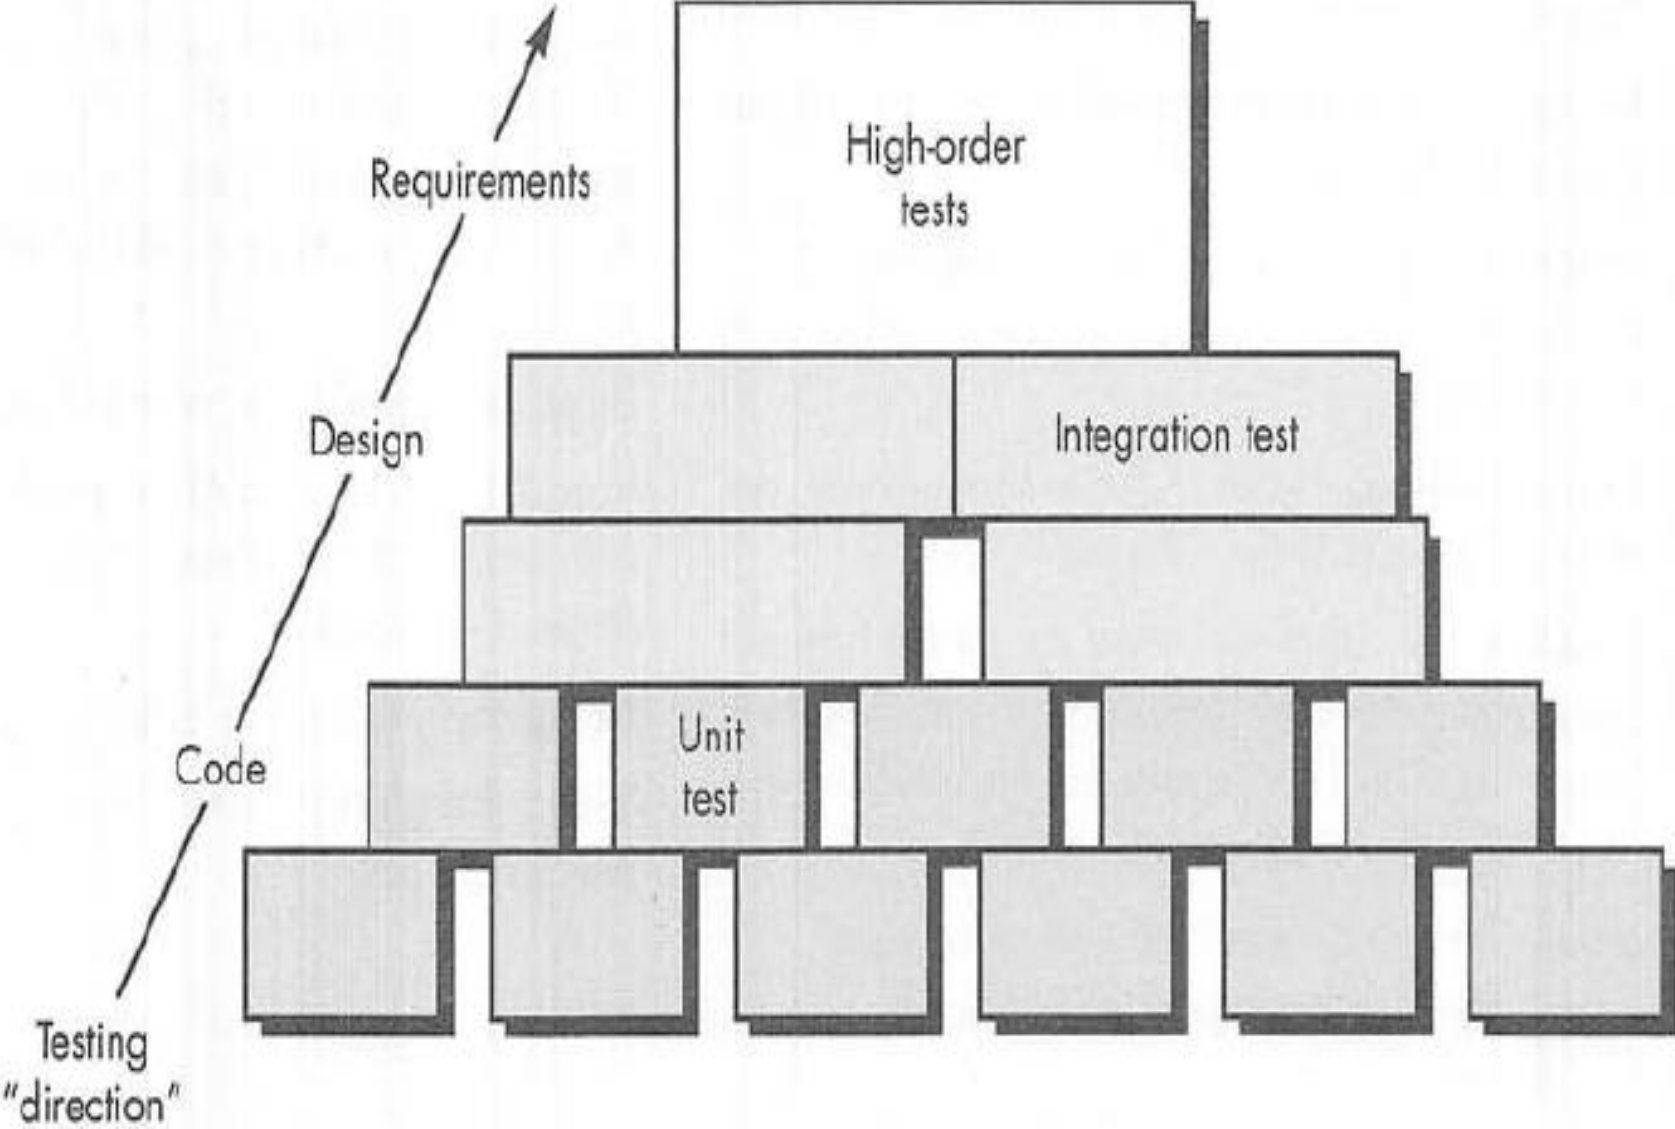 High-order
tests
Requirements
Design
Integration test
Unit
test
Code
Testing
"direction"